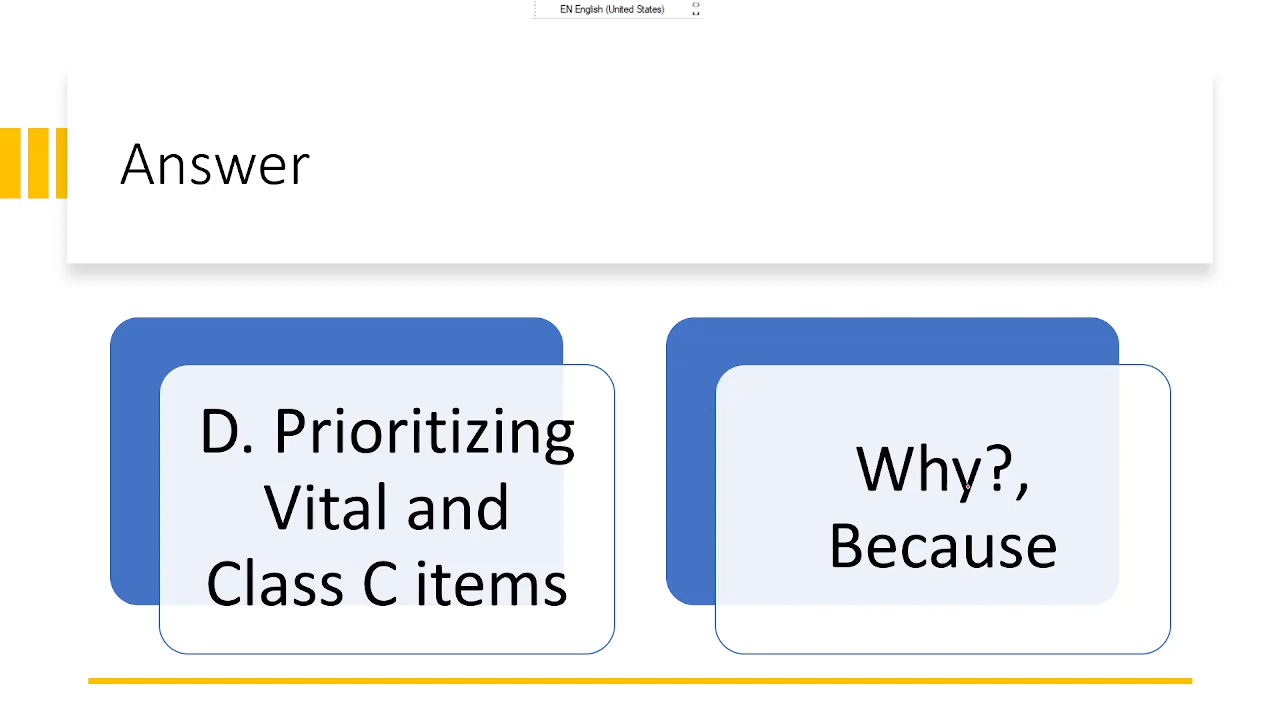 EN English (United States)
Answer
D. Prioritizing
Vital and
Class C items
Why?,
Because